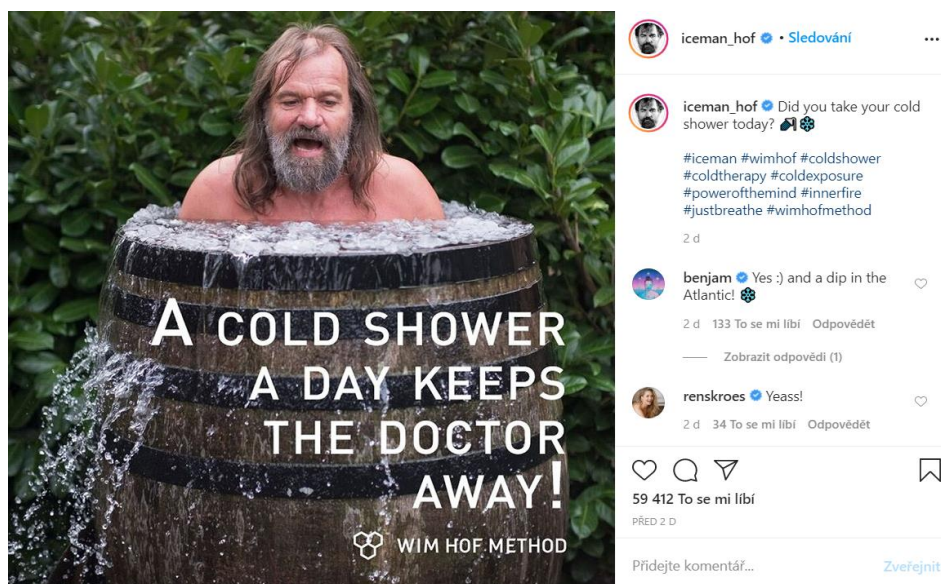 A COLD SHOWER
A DAY KEEPS
THE DOCTOR
AWAY!
WIM HOF METHOD
iceman_hof • Sledování
iceman_hof Did you take your cold
shower today?
#iceman #wimhof #coldshower
#coldtherapy #coldexposure
#powerofthemind #innerfire
#justbreathe #wimhofmethod
2 d
benjam Yes :) and a dip in the
Atlantic!
2 d 133 To se mi líbí Odpovědět
Zobrazit odpovědi (1)
renskroes Yeass!
2 d 34 To se mi líbí Odpovědět
59 412 To se mi líbí
PŘED 2 D
Přidejte komentář...
Zveřejnit